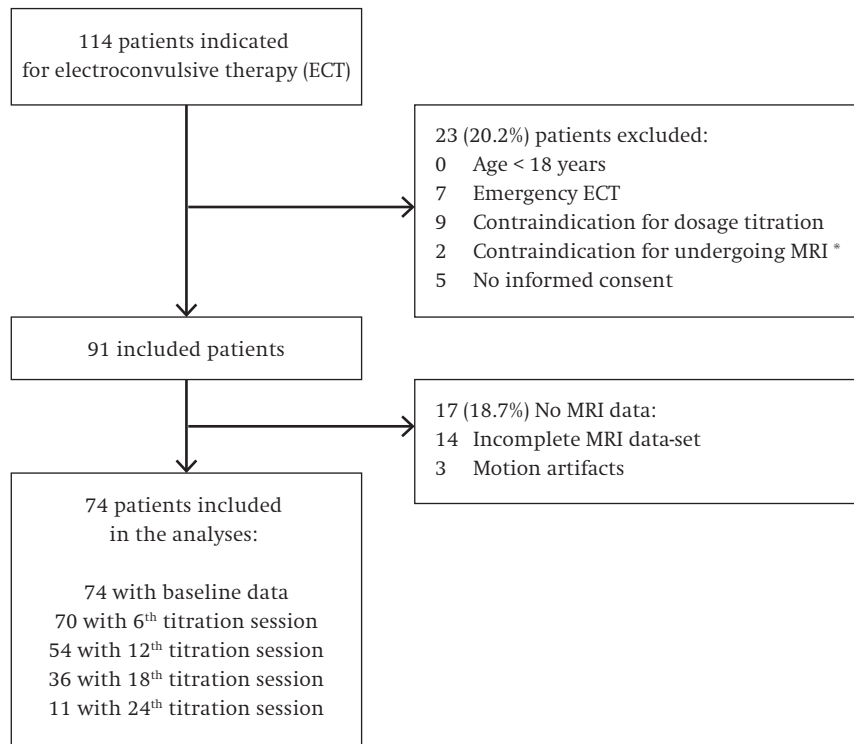 114 patients indicated
for electroconvulsive therapy (ECT)
23 (20.2%) patients excluded:
0 Age < 18 years
7 Emergency ECT
9 Contraindication for dosage titration
2 Contraindication for undergoing MRI *
5 No informed consent
91 included patients
17 (18.7%) No MRI data:
14 Incomplete MRI data-set
3 Motion artifacts
74 patients included
in the analyses:
74 with baseline data
70 with 6th titration session
54 with 12th titration session
36 with 18th titration session
11 with 24th titration session